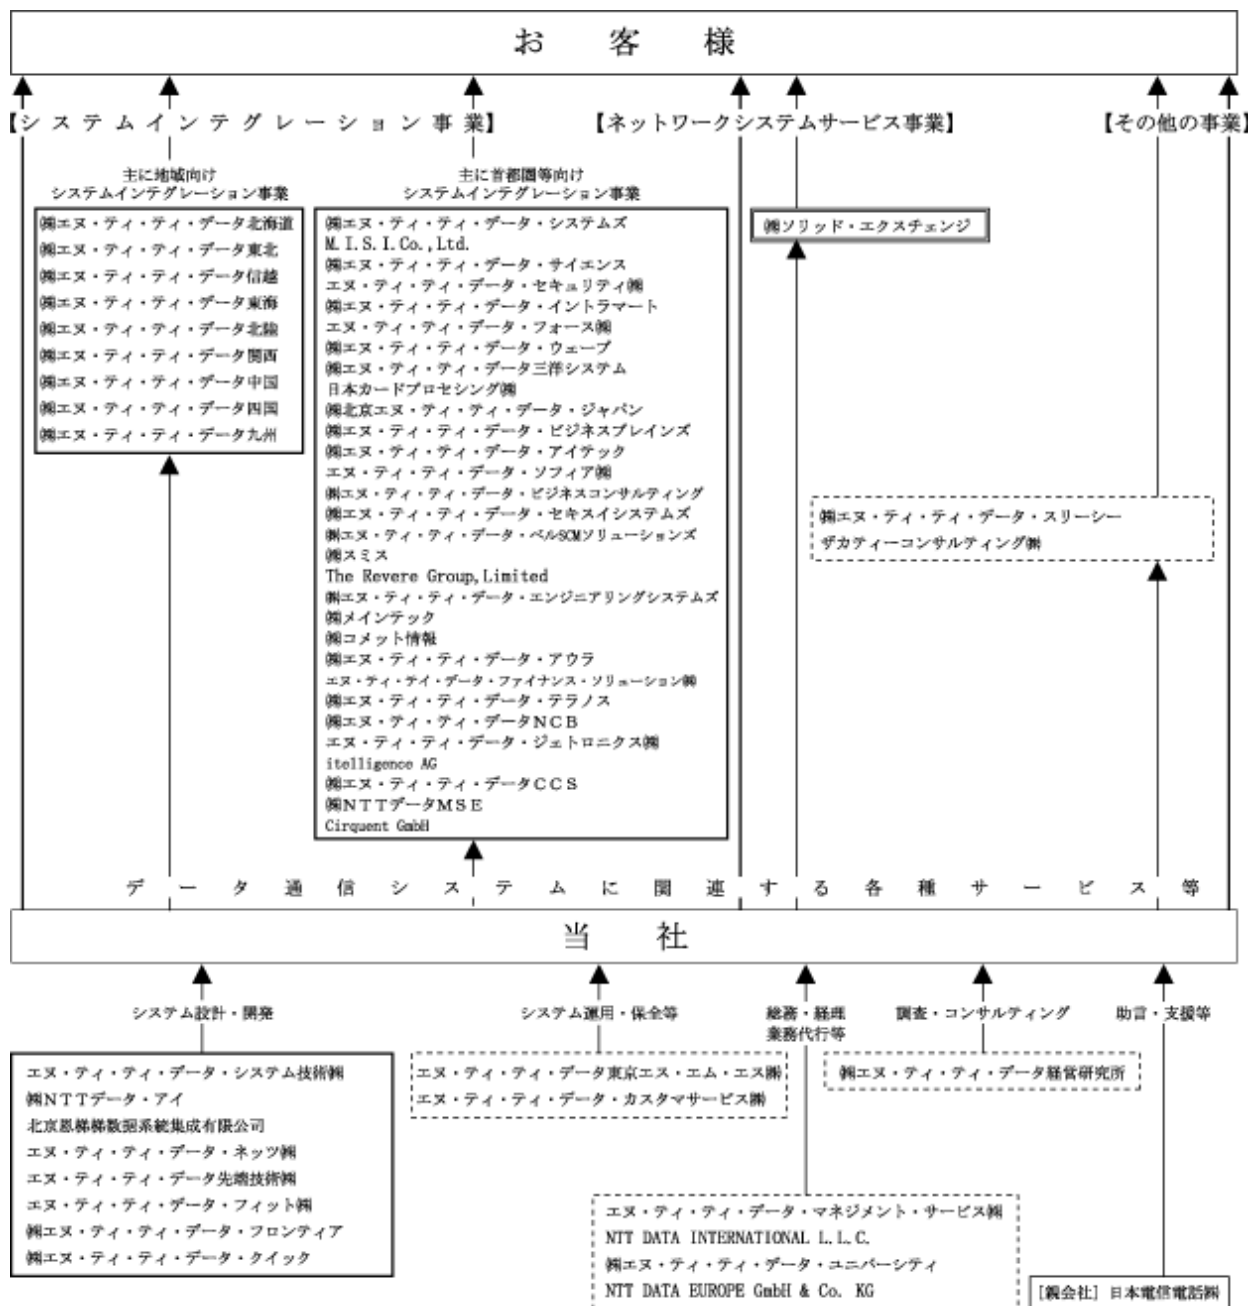 お客様
【システムインテグレーション事業】
【ネットワークシステムサービス事業】
【その他の事業】
主に地域向け
システムインテグレーション事業
㈱エヌ・ティ・ティ・データ北海道
㈱エヌ・ティ・ティ・データ東北
㈱エヌ・ティ・ティ・データ信越
㈱エヌ・ティ・ティ・データ東海
㈱エヌ・ティ・ティ・データ北陸
㈱エヌ・ティ・ティ・データ関西
㈱エヌ・ティ・ティ・データ中国
㈱エヌ・ティ・ティ・データ四国
㈱エヌ・ティ・ティ・データ九州
主に首都圏等向け
システムインテグレーション事業
㈱エヌ・ティ・ティ・データ・システムズ
M.I.S.I.Co.,Ltd.
㈱エヌ・ティ・ティ・データ・サイエンス
エヌ・ティ・ティ・データ・セキュリティ㈱
㈱エヌ・ティ・ティ・データ・イントラマート
エヌ・ティ・ティ・データ・フォース㈱
㈱エヌ・ティ・ティ・データ・ウェーブ
㈱エヌ・ティ・ティ・データ三洋システム
日本カードプロセシング㈱
㈱北京エヌ・ティ・ティ・データ・ジャパン
㈱エヌ・ティ・ティ・データ・ビジネスブレインズ
㈱エヌ・ティ・ティ・データ・アイテック
エヌ・ティ・ティ・データ・ソフィア㈱
㈱エヌ・ティ・ティ・データ・ビジネスコンサルティング
㈱エヌ・ティ・ティ・データ・セキスイシステムズ
㈱エヌ・ティ・ティ・データ・ベルSCMソリューションズ
㈱スミス
The Revere Group,Limited
㈱エヌ・ティ・ティ・データ・エンジニアリングシステムズ
㈱メインテック
㈱コメット情報
㈱エヌ・ティ・ティ・データ・アウラ
エヌ・ティ・テイ・データ・ファイナンス・ソリューション㈱
㈱エヌ・ティ・ティ・データ・テラノス
㈱エヌ・ティ・ティ・データNCB
エヌ・ティ・ティ・データ・ジェトロニクス㈱
itelligence AG
㈱エヌ・ティ・ティ・データCCS
㈱NTTデータMSE
Cirquent GmbH
㈱ソリッド・エクスチェンジ
㈱エヌ・ティ・ティ・データ・スリーシー
ザカティーコンサルティング㈱
データ通信システムに関連する各種サービス等
当社
システム設計・開発
エヌ・ティ・ティ・データ・システム技術㈱
㈱NTTデータ・アイ
北京恩梯梯数据系統集成有限公司
エヌ・ティ・ティ・データ・ネッツ㈱
エヌ・ティ・ティ・データ先端技術㈱
エヌ・ティ・ティ・データ・フィット㈱
㈱エヌ・ティ・ティ・データ・フロンティア
㈱エヌ・ティ・ティ・データ・クイック
システム運用・保全等
エヌ・ティ・ティ・データ東京エス・エム・エス㈱
エヌ・ティ・ティ・データ・カスタマサービス㈱
総務・経理
業務代行等
エヌ・ティ・ティ・データ・マネジメント・サービス㈱
NTT DATA INTERNATIONAL L.L.C.
㈱エヌ・ティ・ティ・データ・ユニバーシティ
NTT DATA EUROPE GmbH & Co. KG
調査・コンサルティング
㈱エヌ・ティ・ティ・データ経営研究所
助言・支援等
[親会社] 日本電信電話㈱